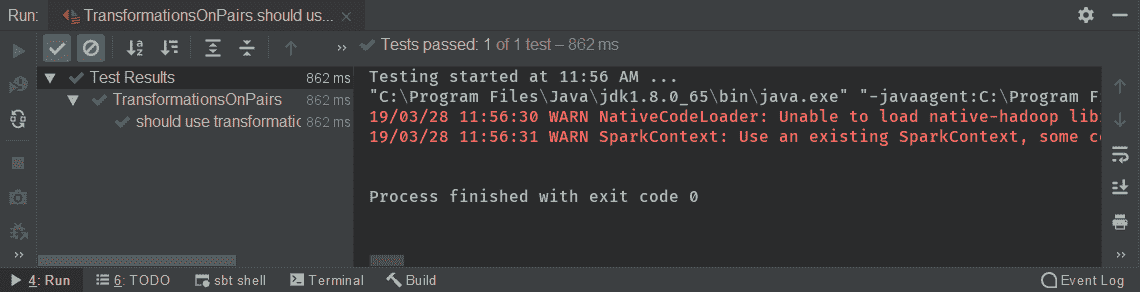 Run: TransformationsOnPairs.should us... ×
» Tests passed: 1 of 1 test – 862 ms
Test Results 862 ms
TransformationsOnPairs 862 ms
should use transformatic 862 ms
Testing started at 11:56 AM ...
"C:\Program Files\Java\jdk1.8.0_65\bin\java.exe" "-javaagent:C:\Program F
19/03/28 11:56:30 WARN NativeCodeLoader: Unable to load native-hadoop lib
19/03/28 11:56:31 WARN SparkContext: Use an existing SparkContext, some c
Process finished with exit code 0
» »
4: Run 6: TODO sbt shell Terminal Build Event Log